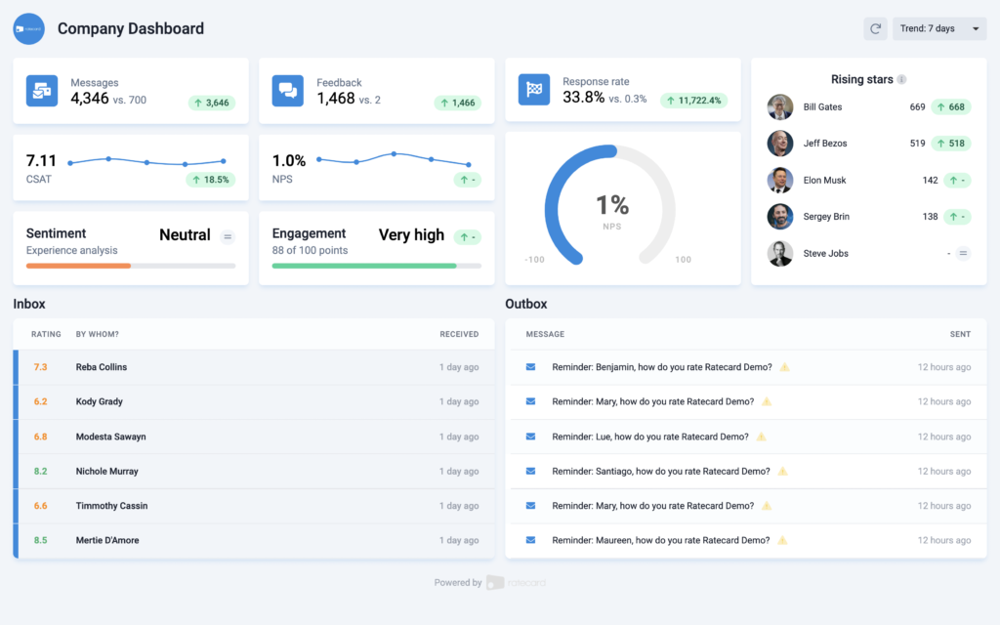 ratecard
Company Dashboard
Trend: 7 days
Messages
4,346 vs. 700
↑ 3,646
Feedback
1,468 vs. 2
↑ 1,466
Response rate
33.8% vs. 0.3%
↑ 11,722.4%
7.11
CSAT
↑ 18.5%
1.0%
NPS
↑ -
Sentiment
Experience analysis
Neutral =
Engagement
88 of 100 points
Very high ↑ -
1%
NPS
-100
100
Rising stars
Bill Gates 669 ↑ 668
Jeff Bezos 519 ↑ 518
Elon Musk 142 ↑ -
Sergey Brin 138 ↑ -
Steve Jobs - =
Inbox
RATING BY WHOM? RECEIVED
7.3 Reba Collins 1 day ago
6.2 Kody Grady 1 day ago
6.8 Modesta Sawayn 1 day ago
8.2 Nichole Murray 1 day ago
6.6 Timmothy Cassin 1 day ago
8.5 Mertie D'Amore 1 day ago
Outbox
MESSAGE SENT
Reminder: Benjamin, how do you rate Ratecard Demo? 12 hours ago
Reminder: Mary, how do you rate Ratecard Demo? 12 hours ago
Reminder: Lue, how do you rate Ratecard Demo? 12 hours ago
Reminder: Santiago, how do you rate Ratecard Demo? 12 hours ago
Reminder: Mary, how do you rate Ratecard Demo? 12 hours ago
Reminder: Maureen, how do you rate Ratecard Demo? 12 hours ago
Powered by ratecard